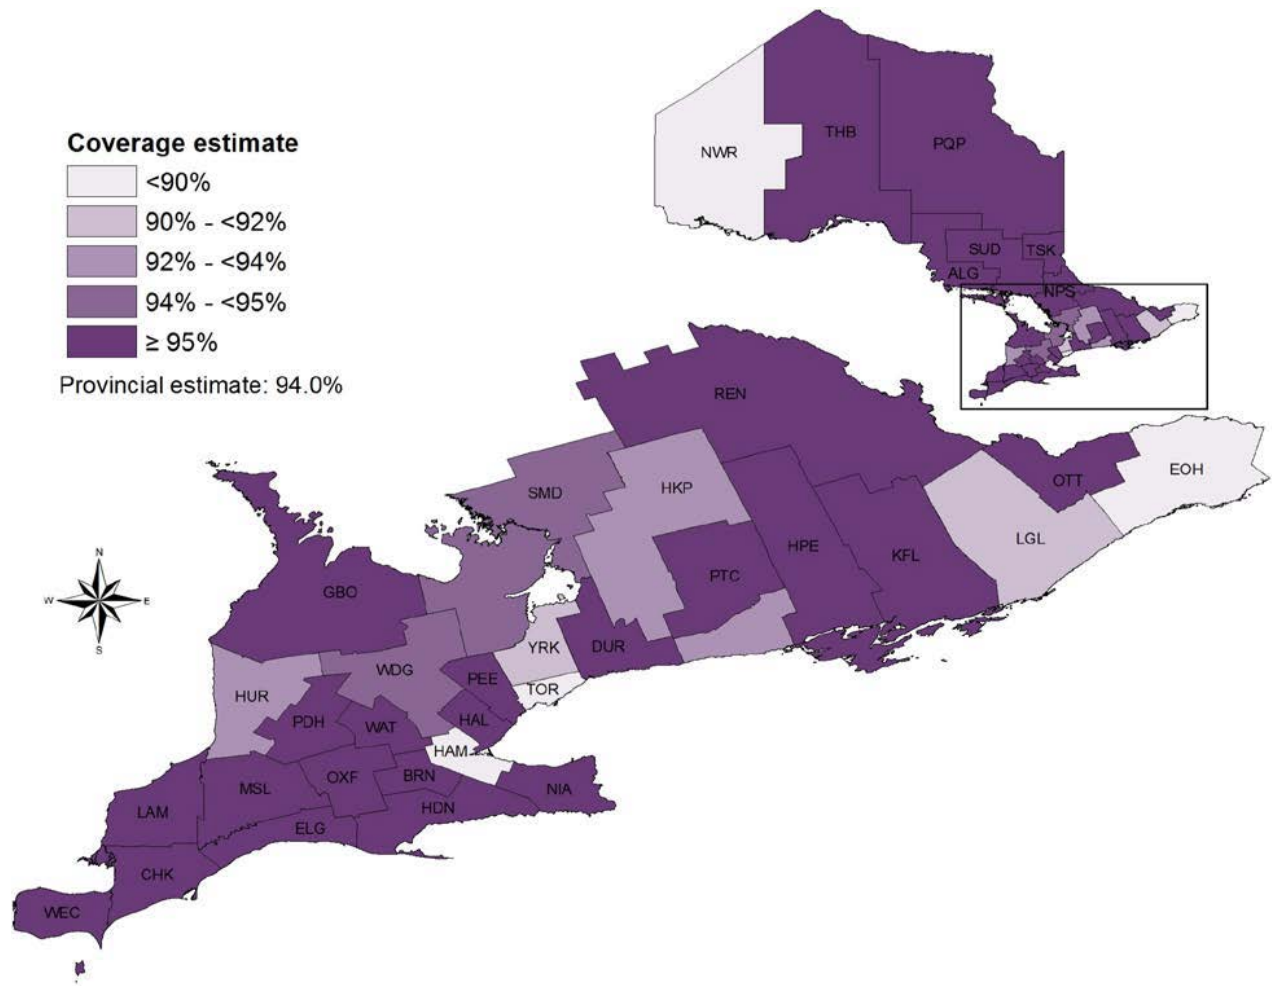 Coverage estimate
<90%
90% - <92%
92% - <94%
94% - <95%
≥ 95%
Provincial estimate: 94.0%
NWR
THB
PQP
SUD
TSK
ALG
NPS
REN
SMD
HKP
OTT
EOH
LGL
HPE
KFL
PTC
GBO
N
W
E
S
YRK
DUR
WDG
PEE
TOR
HUR
PDH
WAT
HAL
HAM
MSL
OXF
BRN
NIA
LAM
HDN
ELG
CHK
WEC